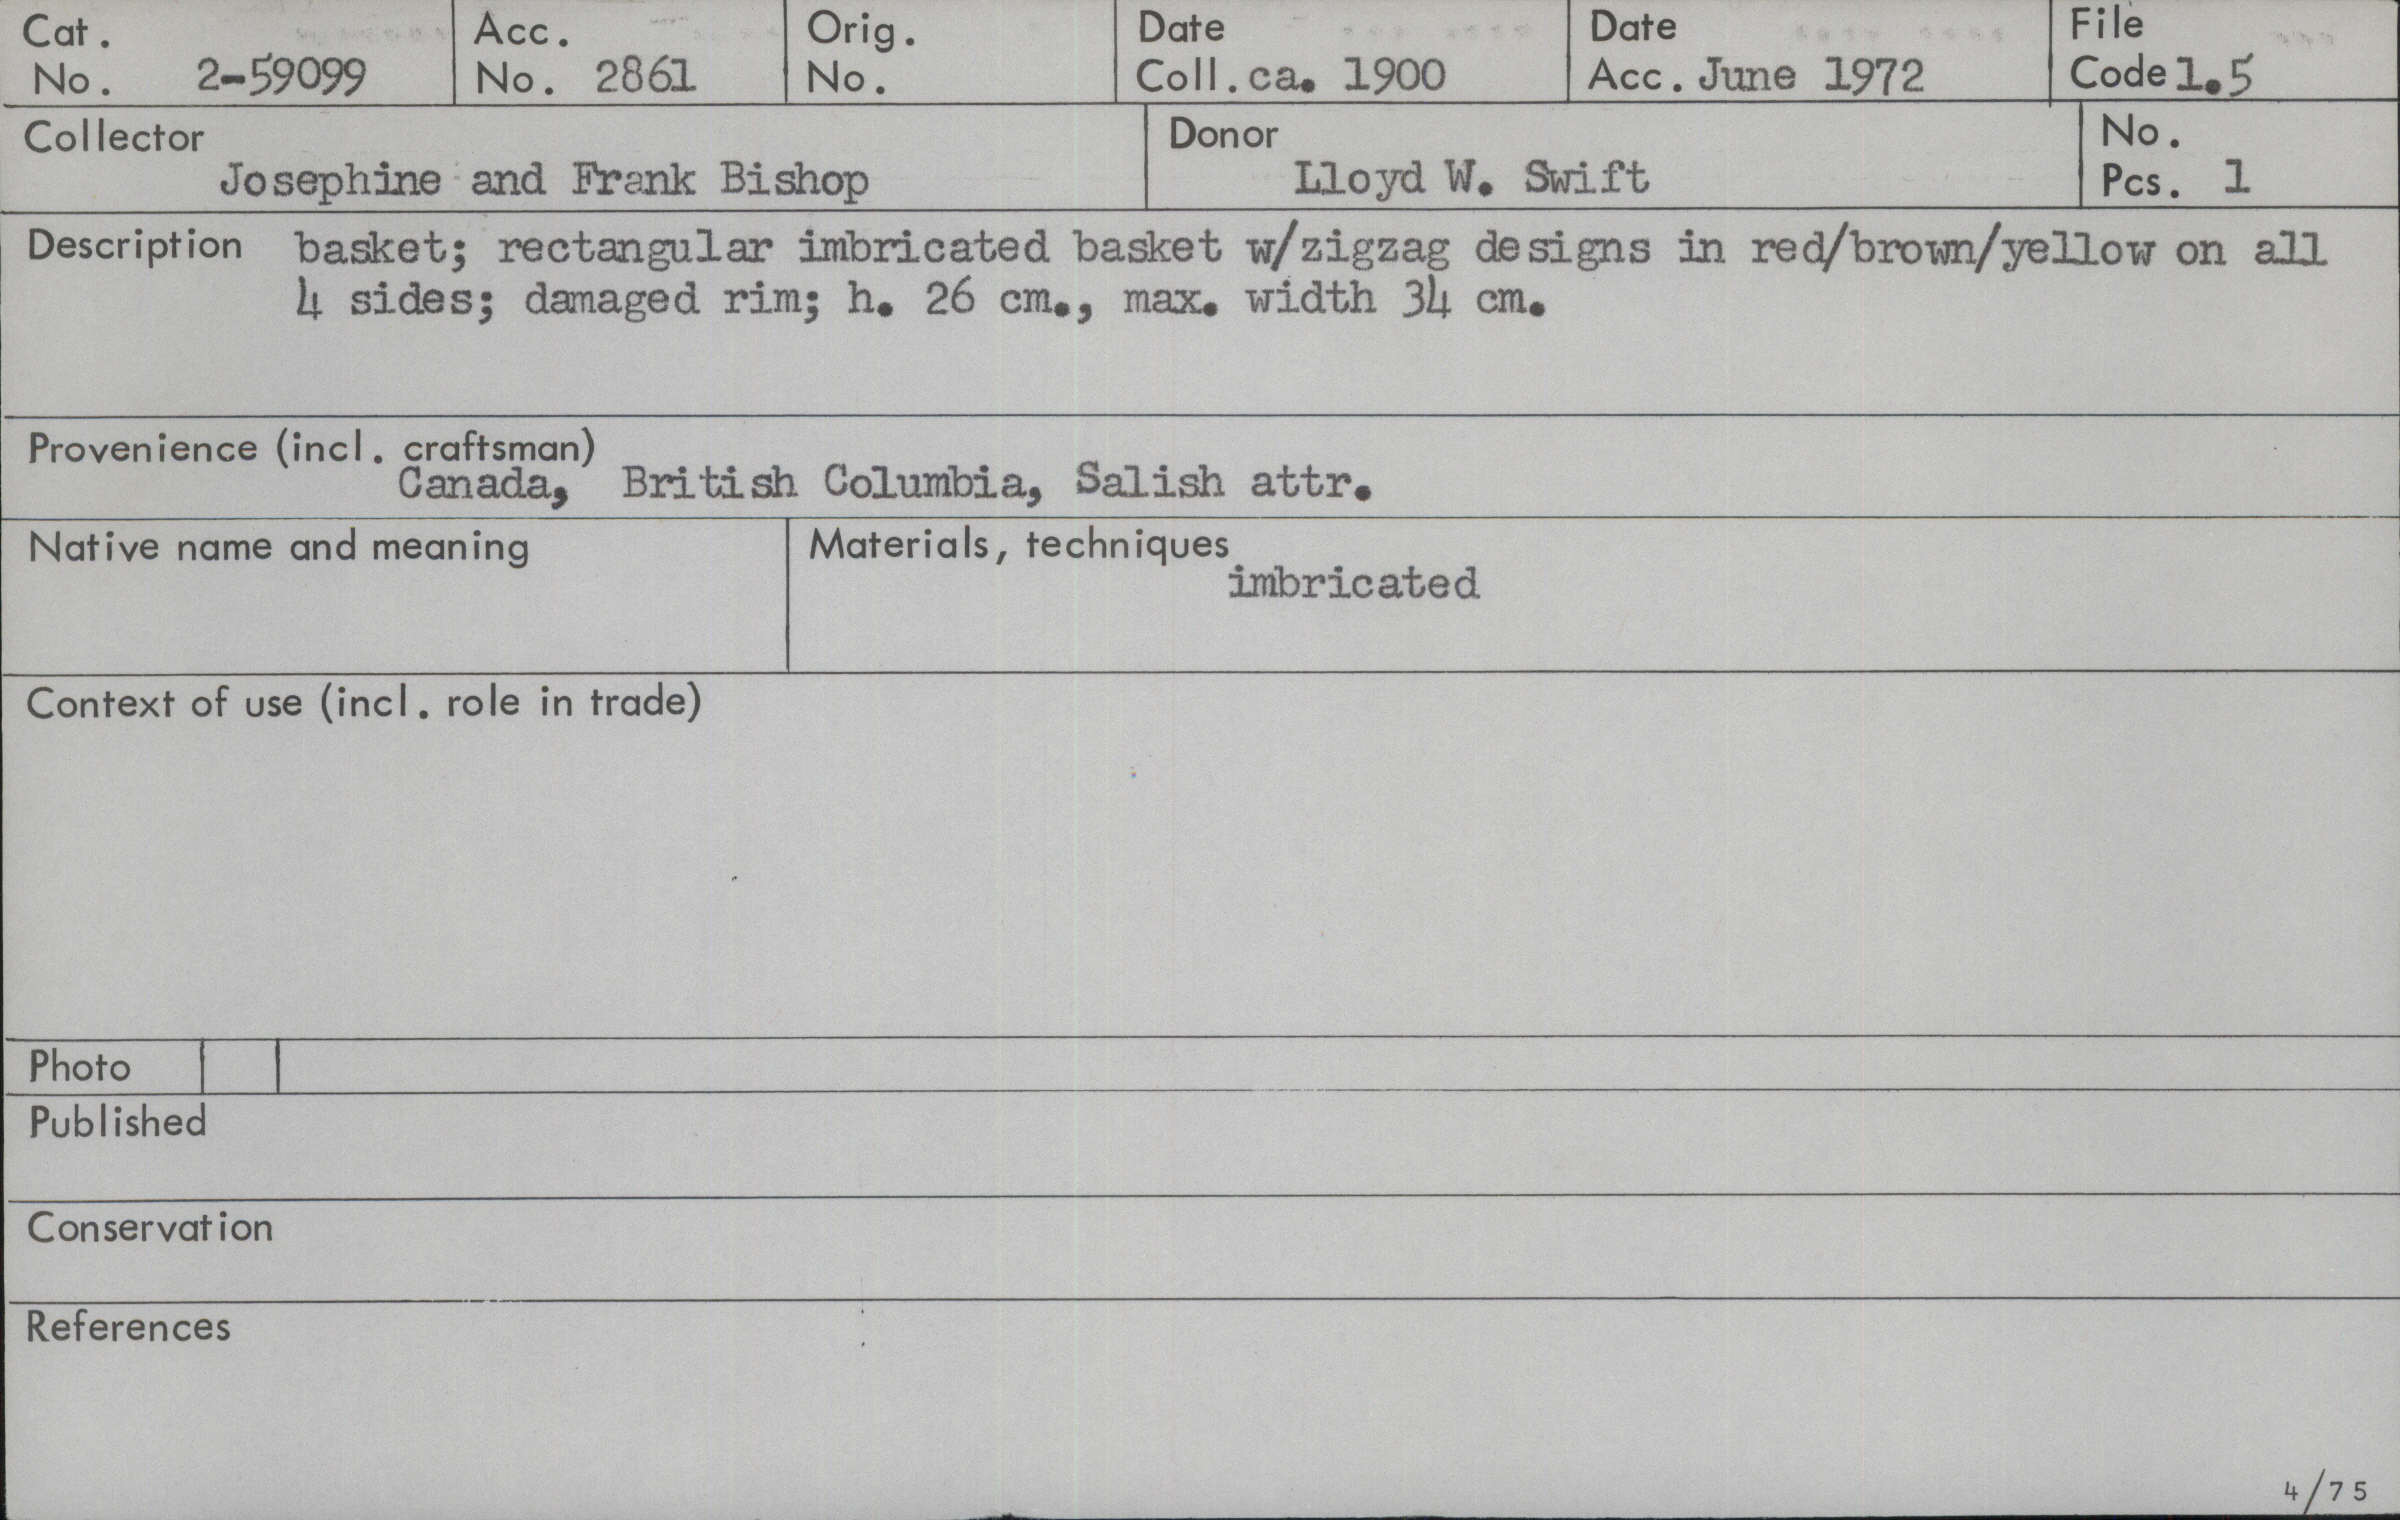 Cat. No. 2-59099 Acc. No. 2861 Orig. No. Date Coll. ca. 1900 Date Acc. June 1972 File Code 1.5
Collector Josephine and Frank Bishop Donor Lloyd W. Swift No. Pcs. 1
Description basket; rectangular imbricated basket w/zigzag designs in red/brown/yellow on all
4 sides; damaged rim; h. 26 cm., max. width 34 cm.
Provenience (incl. craftsman)
Canada, British Columbia, Salish attr.
Native name and meaning Materials, techniques
imbricated
Context of use (incl. role in trade)
Photo
Published
Conservation
References
4/75